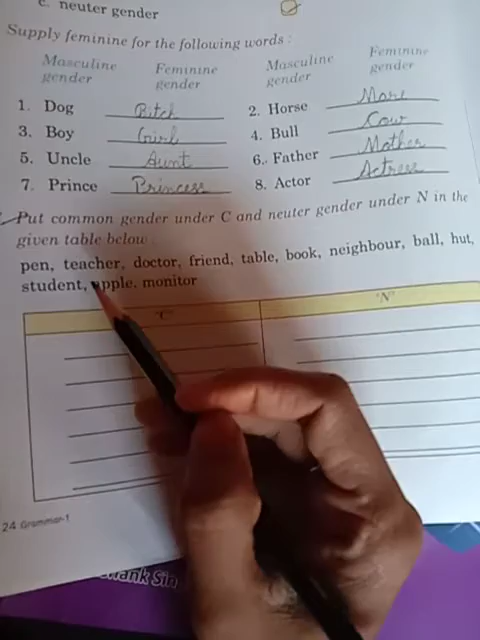 c. neuter gender
Supply feminine for the following words :
Masculine gender Feminine gender Masculine gender Feminine gender
1. Dog Bitch 2. Horse Mare
3. Boy Girl 4. Bull Cow
5. Uncle Aunt 6. Father Mother
7. Prince Princess 8. Actor Actress
Put common gender under C and neuter gender under N in the
given table below.
pen, teacher, doctor, friend, table, book, neighbour, ball, hut,
student, apple, monitor
'C' 'N'
24 Grammar-1